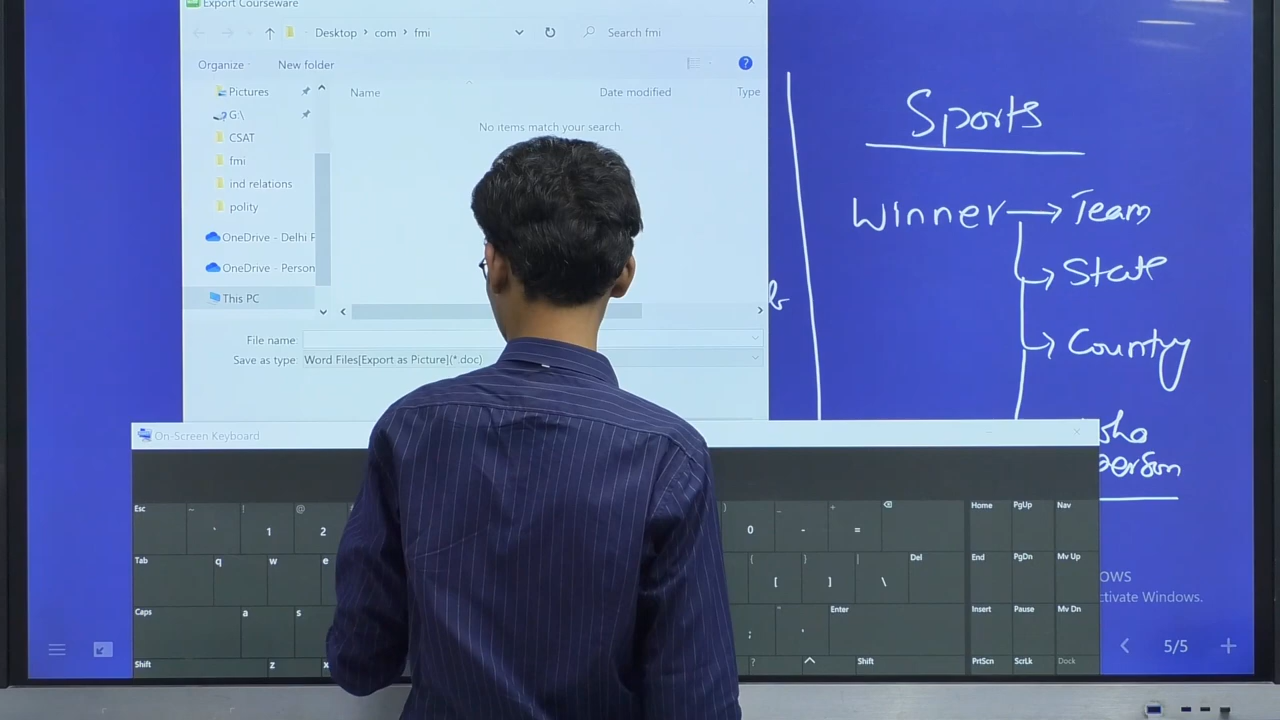 Export Courseware
Desktop > com > fmi
Search fmi
Organize
New folder
Name
Date modified
Type
No items match your search.
Pictures
G:\
CSAT
fmi
ind relations
polity
OneDrive - Delhi F
OneDrive - Person
This PC
File name:
Save as type: Word Files[Export as Picture](*.doc)
Sports
Winner → Team
State
Country
who
person
On-Screen Keyboard
Esc ~ ` ! 1 @ 2 ) 0 _ - + = Home PgUp Nav
Tab q w e { [ } ] | \ Del End PgDn Mv Up
Caps a s : ; " ' Enter Insert Pause Mv Dn
Shift z x ? ^ Shift PrtScn ScrLk Dock
ows
ctivate Windows.
5/5